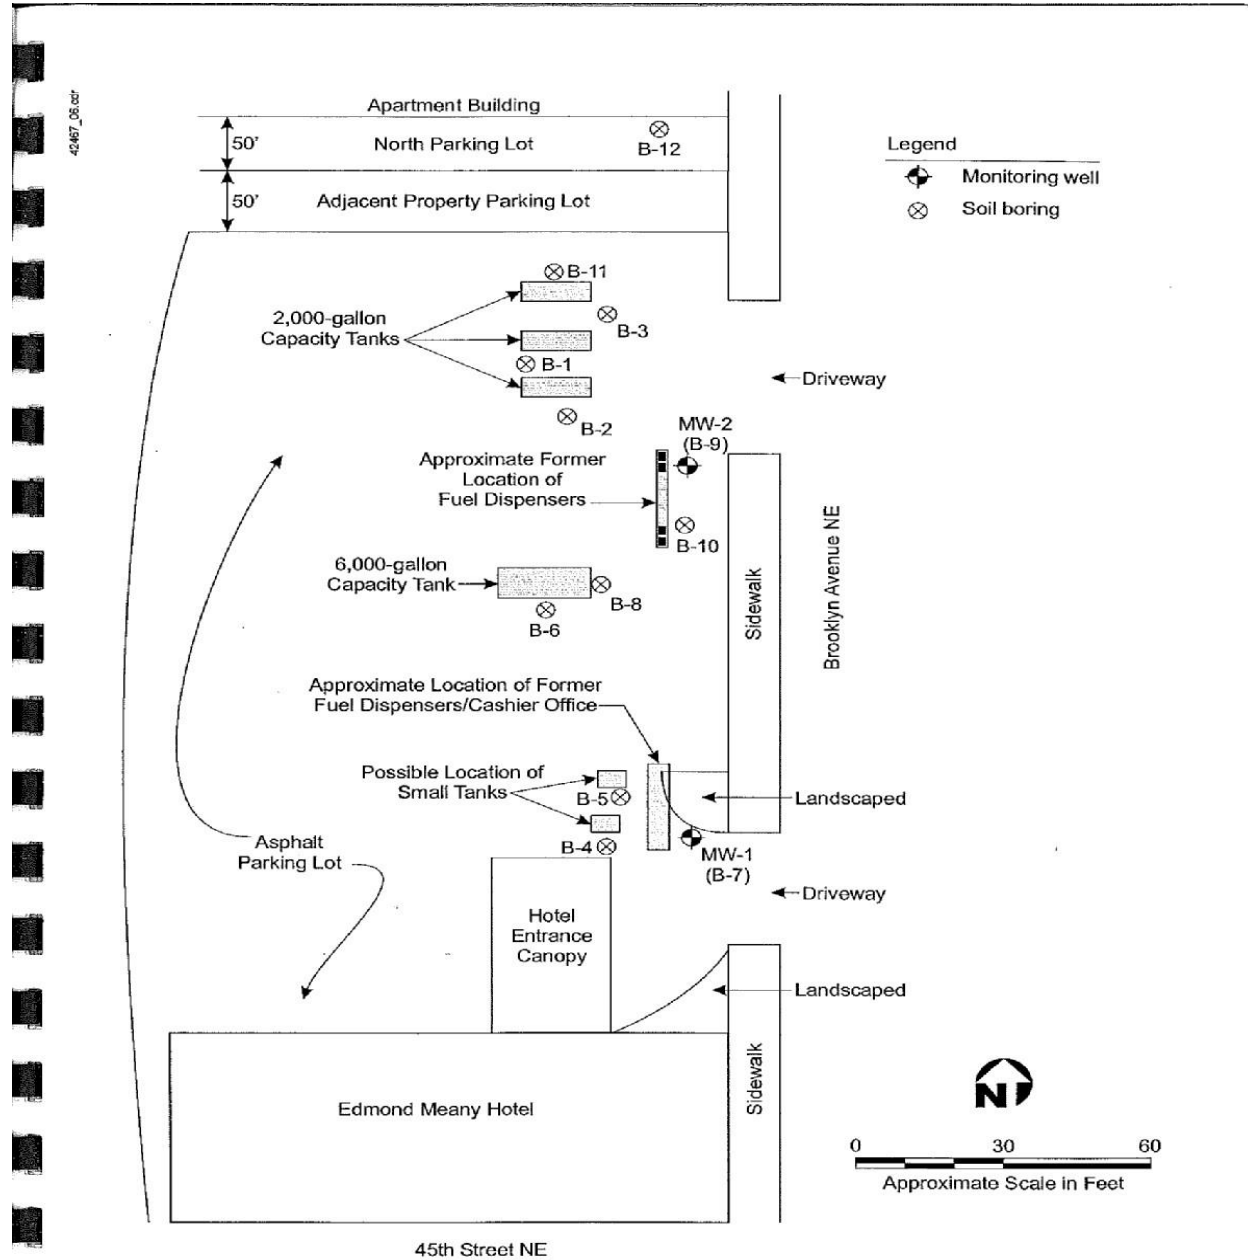 42467_06.cdr
Apartment Building
50'
North Parking Lot
B-12
50'
Adjacent Property Parking Lot
Legend
Monitoring well
Soil boring
B-11
2,000-gallon
Capacity Tanks
B-3
B-1
Driveway
B-2
MW-2
(B-9)
Approximate Former
Location of
Fuel Dispensers
B-10
6,000-gallon
Capacity Tank
B-8
B-6
Sidewalk
Brooklyn Avenue NE
Approximate Location of Former
Fuel Dispensers/Cashier Office
Possible Location of
Small Tanks
B-5
Landscaped
B-4
MW-1
(B-7)
Asphalt
Parking Lot
Driveway
Hotel
Entrance
Canopy
Landscaped
Sidewalk
Edmond Meany Hotel
N
0 30 60
Approximate Scale in Feet
45th Street NE